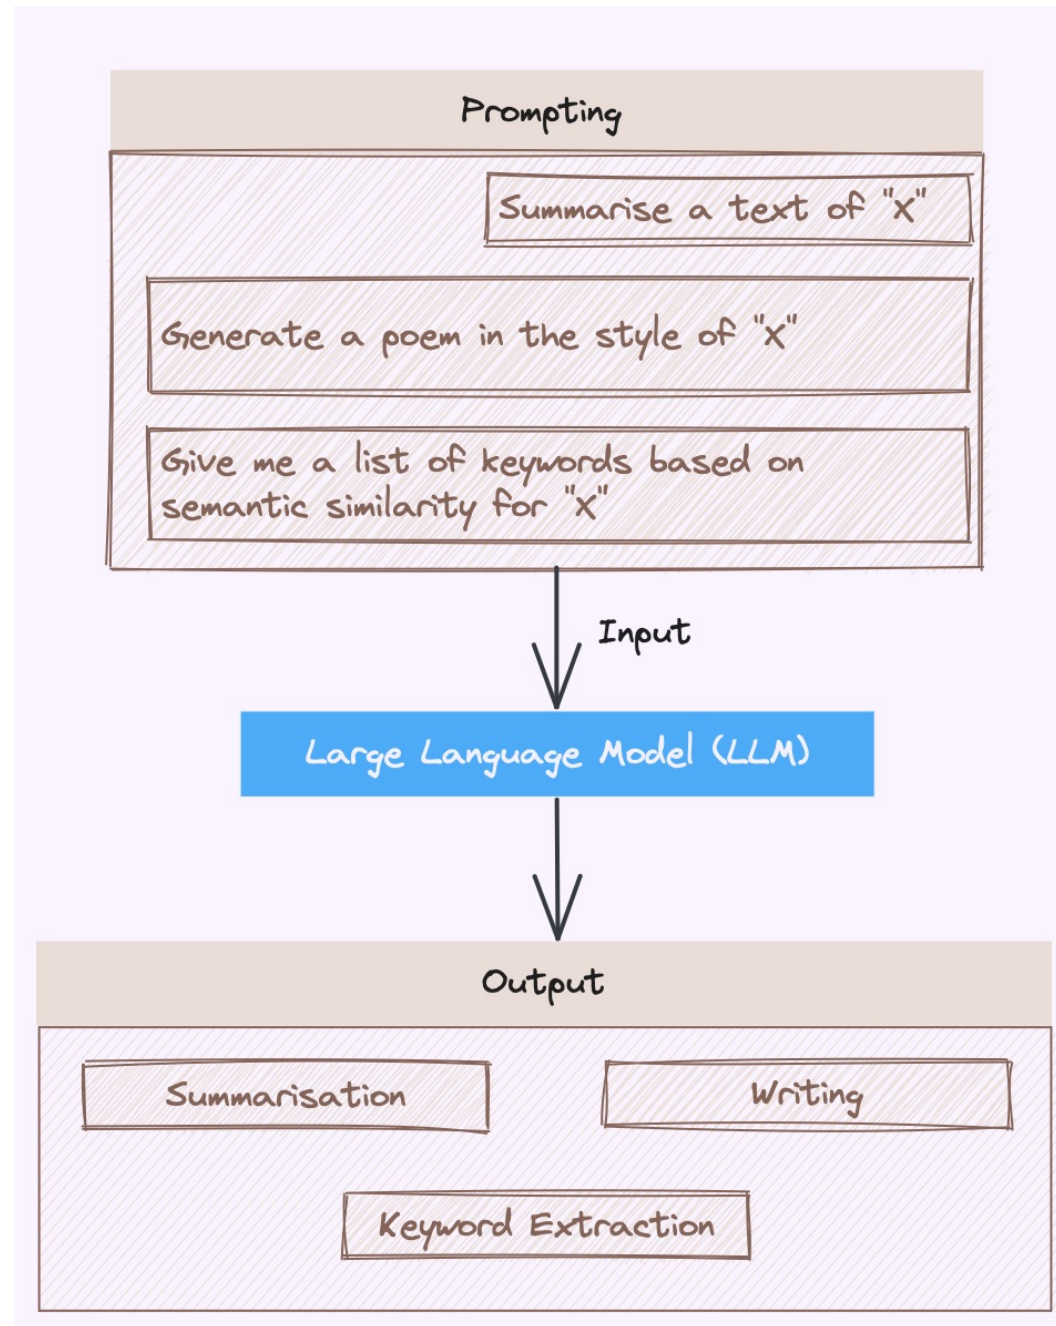 Prompting
Summarise a text of "X"
Generate a poem in the style of "X"
Give me a list of keywords based on
semantic similarity for "X"
Input
Large Language Model (LLM)
Output
Summarisation
Writing
Keyword Extraction